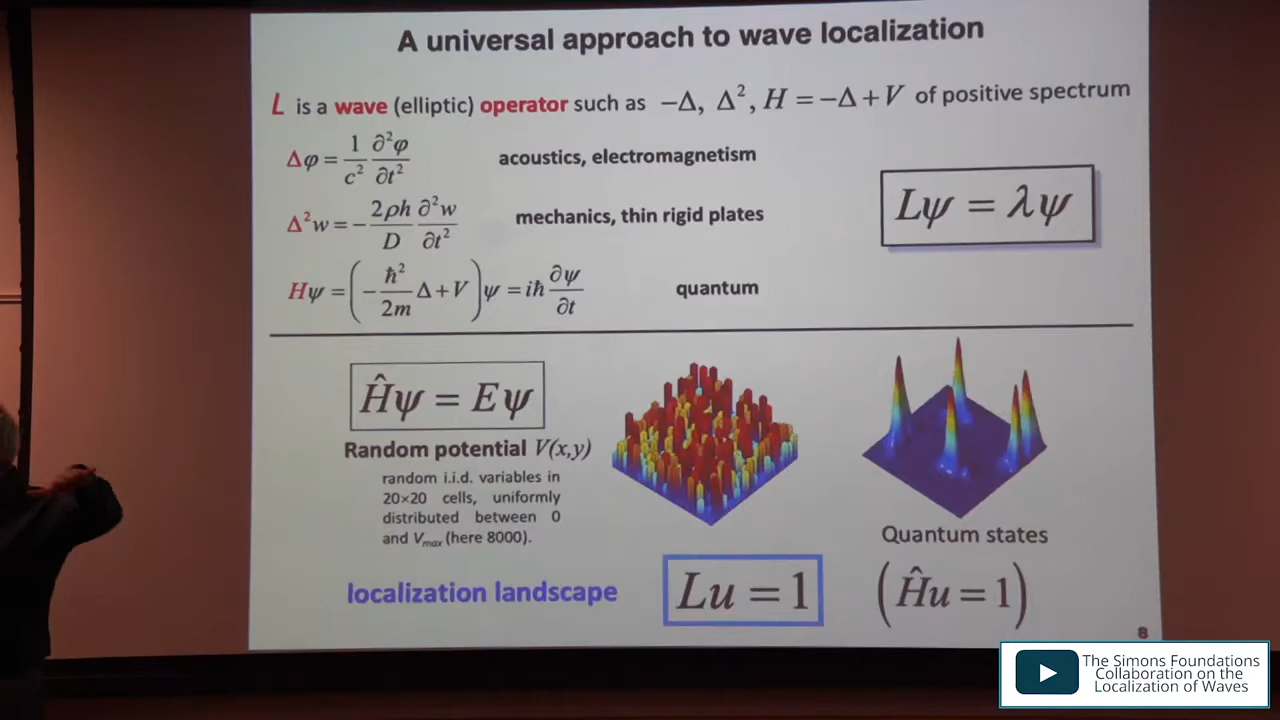 A universal approach to wave localization
L is a wave (elliptic) operator such as −Δ, Δ², H = −Δ + V of positive spectrum
Δφ = 1/c² ∂²φ/∂t² acoustics, electromagnetism
Δ²w = − 2ρh/D ∂²w/∂t² mechanics, thin rigid plates
Lψ = λψ
Hψ = (− ħ²/2m Δ + V) ψ = iħ ∂ψ/∂t quantum
Ĥψ = Eψ
Random potential V(x,y)
random i.i.d. variables in
20×20 cells, uniformly
distributed between 0
and Vmax (here 8000).
Quantum states
localization landscape Lu = 1 (Ĥu = 1)
8
The Simons Foundations
Collaboration on the
Localization of Waves